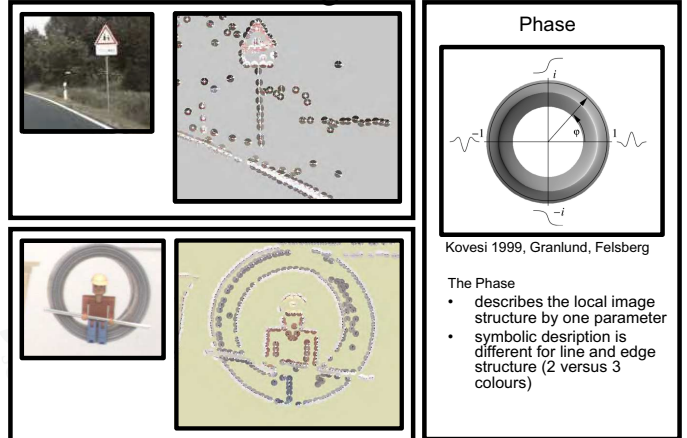 Phase
i
-1
φ
1
-i
Kovesi 1999, Granlund, Felsberg
The Phase
• describes the local image
structure by one parameter
• symbolic desription is
different for line and edge
structure (2 versus 3
colours)